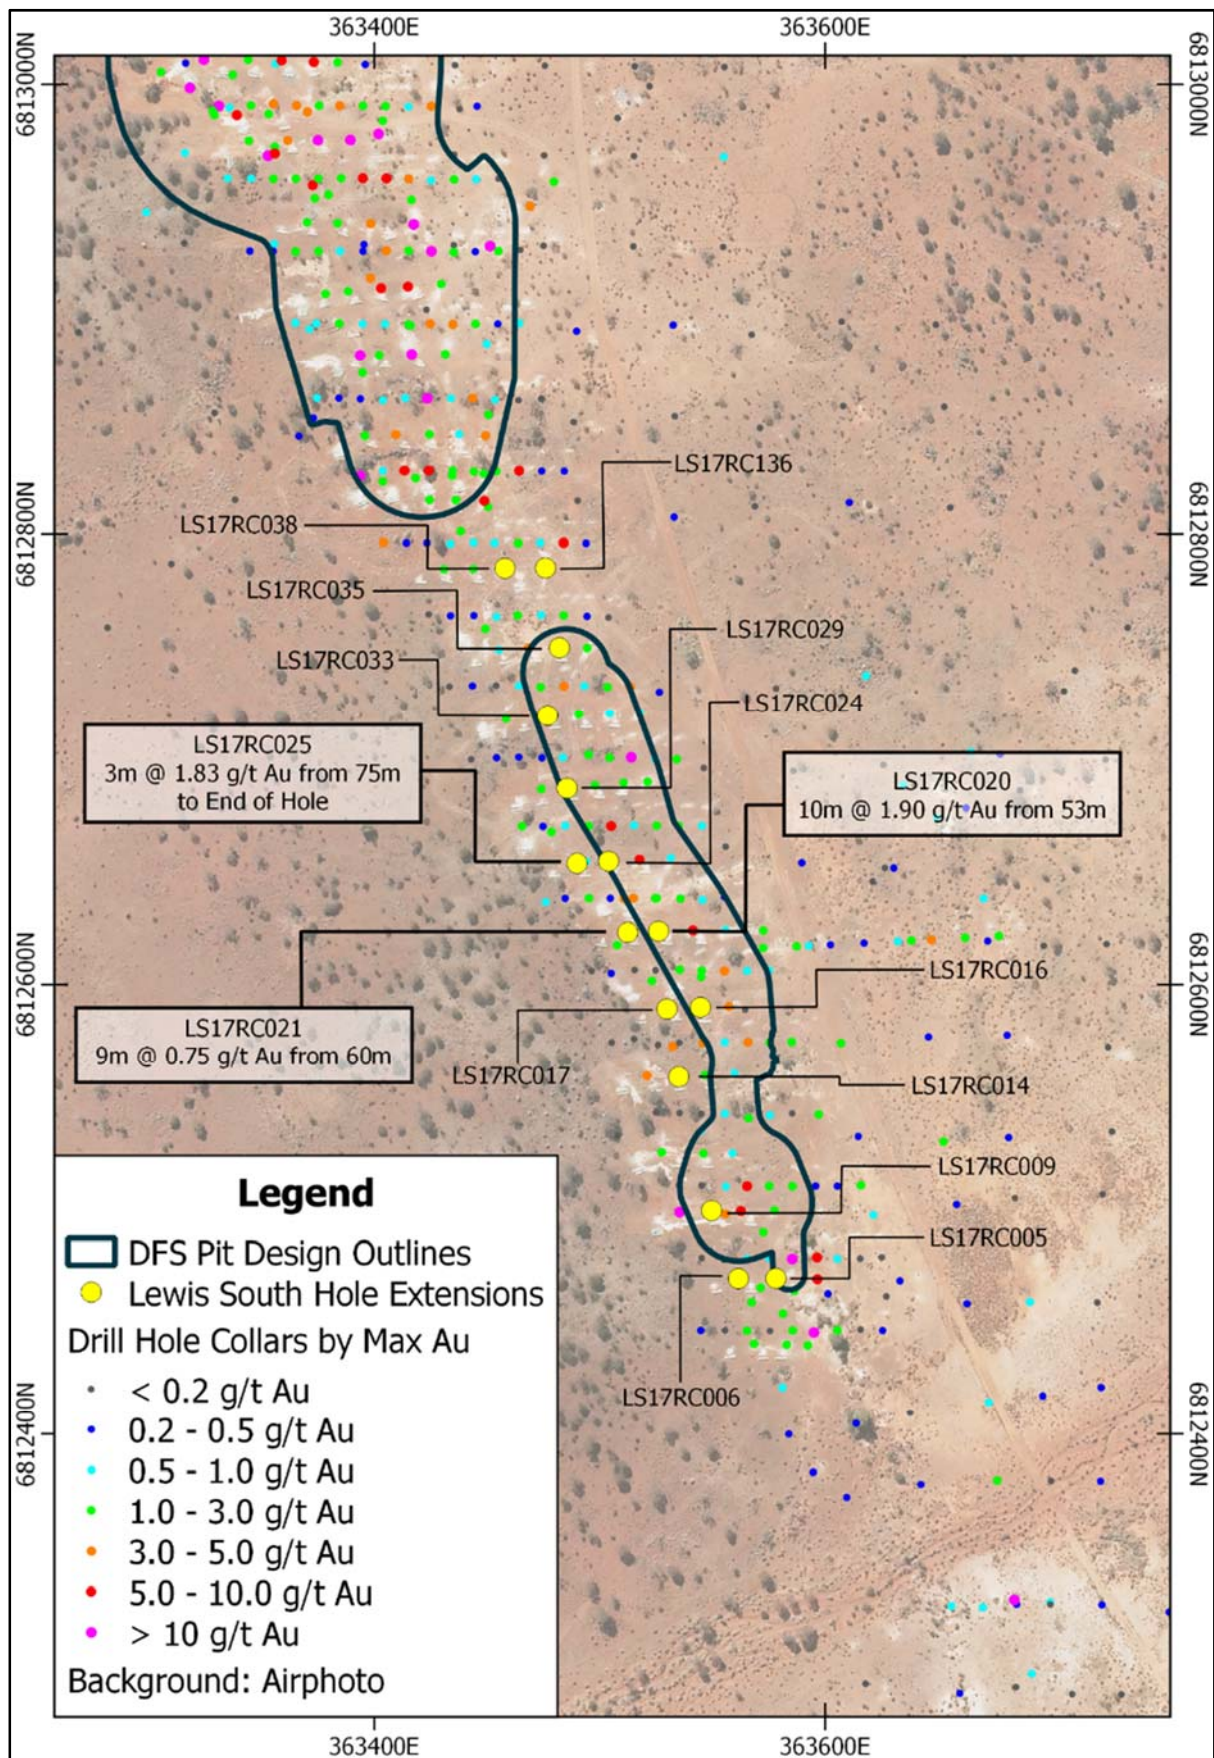 363400E
363600E
6813000N
6813000N
LS17RC136
LS17RC038
6812800N
6812800N
LS17RC035
LS17RC029
LS17RC033
LS17RC024
LS17RC025
3m @ 1.83 g/t Au from 75m
to End of Hole
LS17RC020
10m @ 1.90 g/t Au from 53m
LS17RC016
6812600N
6812600N
LS17RC021
9m @ 0.75 g/t Au from 60m
LS17RC017
LS17RC014
LS17RC009
LS17RC005
LS17RC006
6812400N
6812400N
Legend
DFS Pit Design Outlines
Lewis South Hole Extensions
Drill Hole Collars by Max Au
< 0.2 g/t Au
0.2 - 0.5 g/t Au
0.5 - 1.0 g/t Au
1.0 - 3.0 g/t Au
3.0 - 5.0 g/t Au
5.0 - 10.0 g/t Au
> 10 g/t Au
Background: Airphoto
363400E
363600E